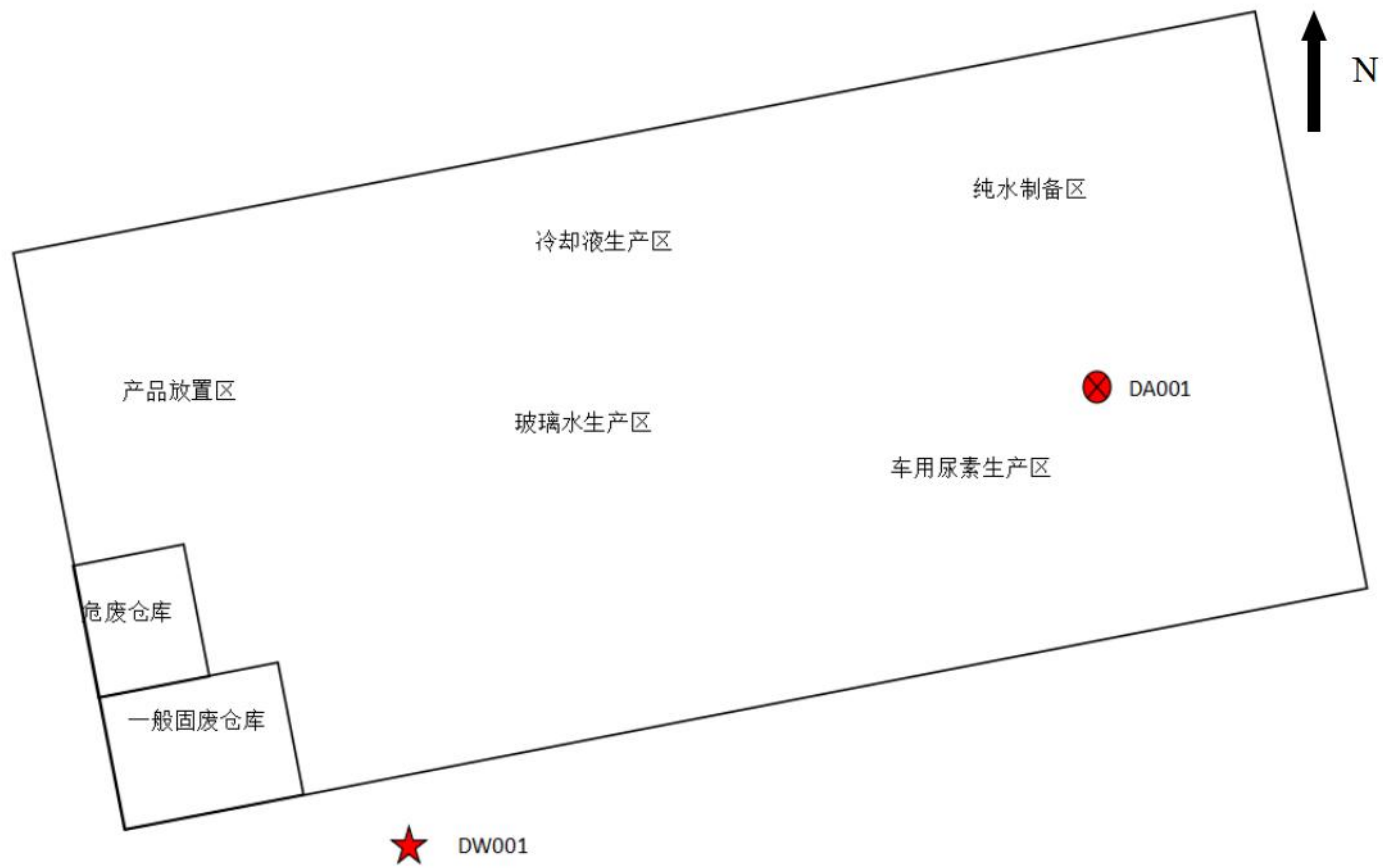 N
纯水制备区
冷却液生产区
产品放置区
DA001
玻璃水生产区
车用尿素生产区
危废仓库
一般固废仓库
DW001